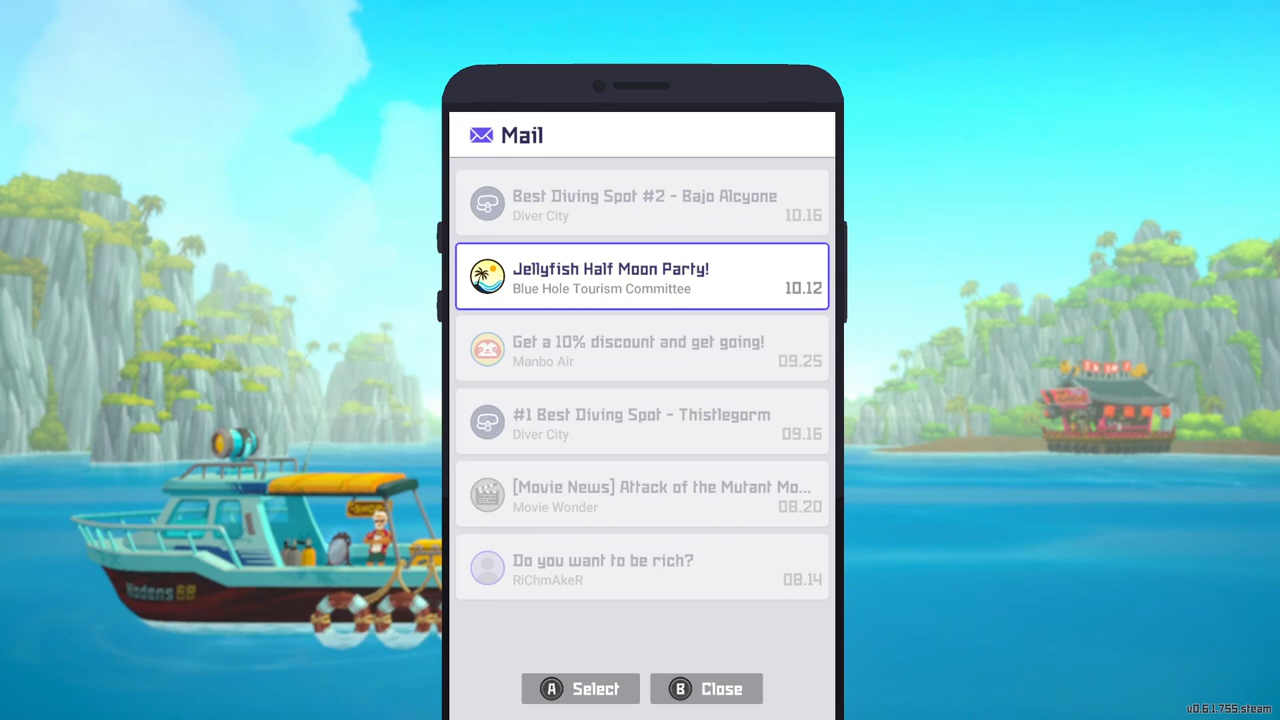 Mail
Best Diving Spot #2 - Bajo Alcyone
Diver City
10.16
Jellyfish Half Moon Party!
Blue Hole Tourism Committee
10.12
Get a 10% discount and get going!
Manbo Air
09.25
#1 Best Diving Spot - Thistlegorm
Diver City
09.16
[Movie News] Attack of the Mutant Mo...
Movie Wonder
08.20
Do you want to be rich?
RiChmAkeR
08.14
Nodens 68
A Select
B Close
v0.6.1.755.steam